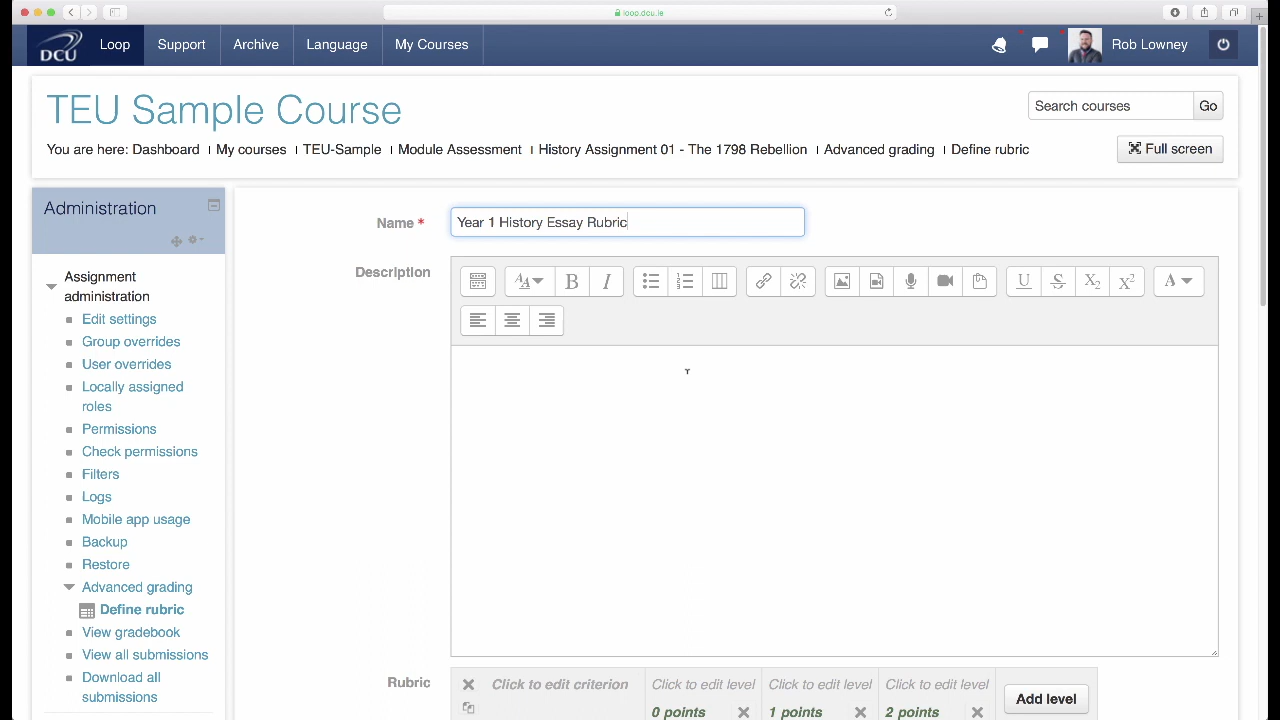 loop.dcu.ie
DCU Loop Support Archive Language My Courses Rob Lowney
TEU Sample Course
Search courses Go
You are here: Dashboard My courses TEU-Sample Module Assessment History Assignment 01 - The 1798 Rebellion Advanced grading Define rubric
Full screen
Administration
Assignment
administration
Edit settings
Group overrides
User overrides
Locally assigned
roles
Permissions
Check permissions
Filters
Logs
Mobile app usage
Backup
Restore
Advanced grading
Define rubric
View gradebook
View all submissions
Download all
submissions
Name * Year 1 History Essay Rubric
Description
Rubric Click to edit criterion Click to edit level Click to edit level Click to edit level Add level
0 points 1 points 2 points